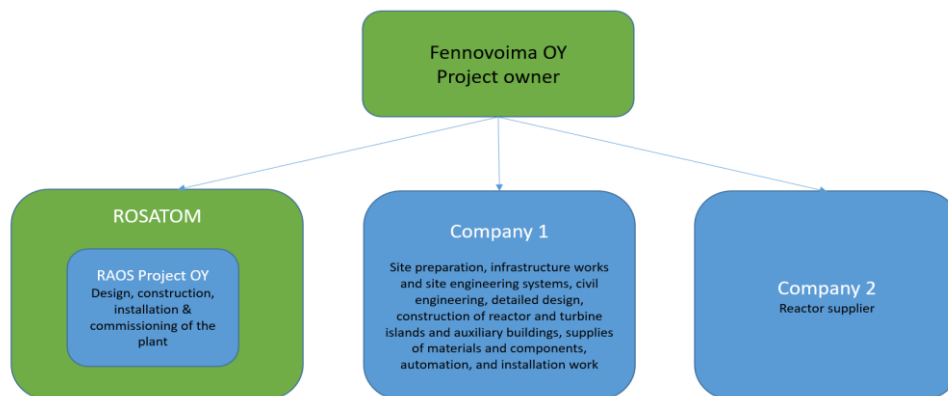 Fennovoima OY
Project owner
ROSATOM
RAOS Project OY
Design, construction,
installation &
commissioning of the
plant
Company 1
Site preparation, infrastructure works
and site engineering systems, civil
engineering, detailed design,
construction of reactor and turbine
islands and auxiliary buildings, supplies
of materials and components,
automation, and installation work
Company 2
Reactor supplier